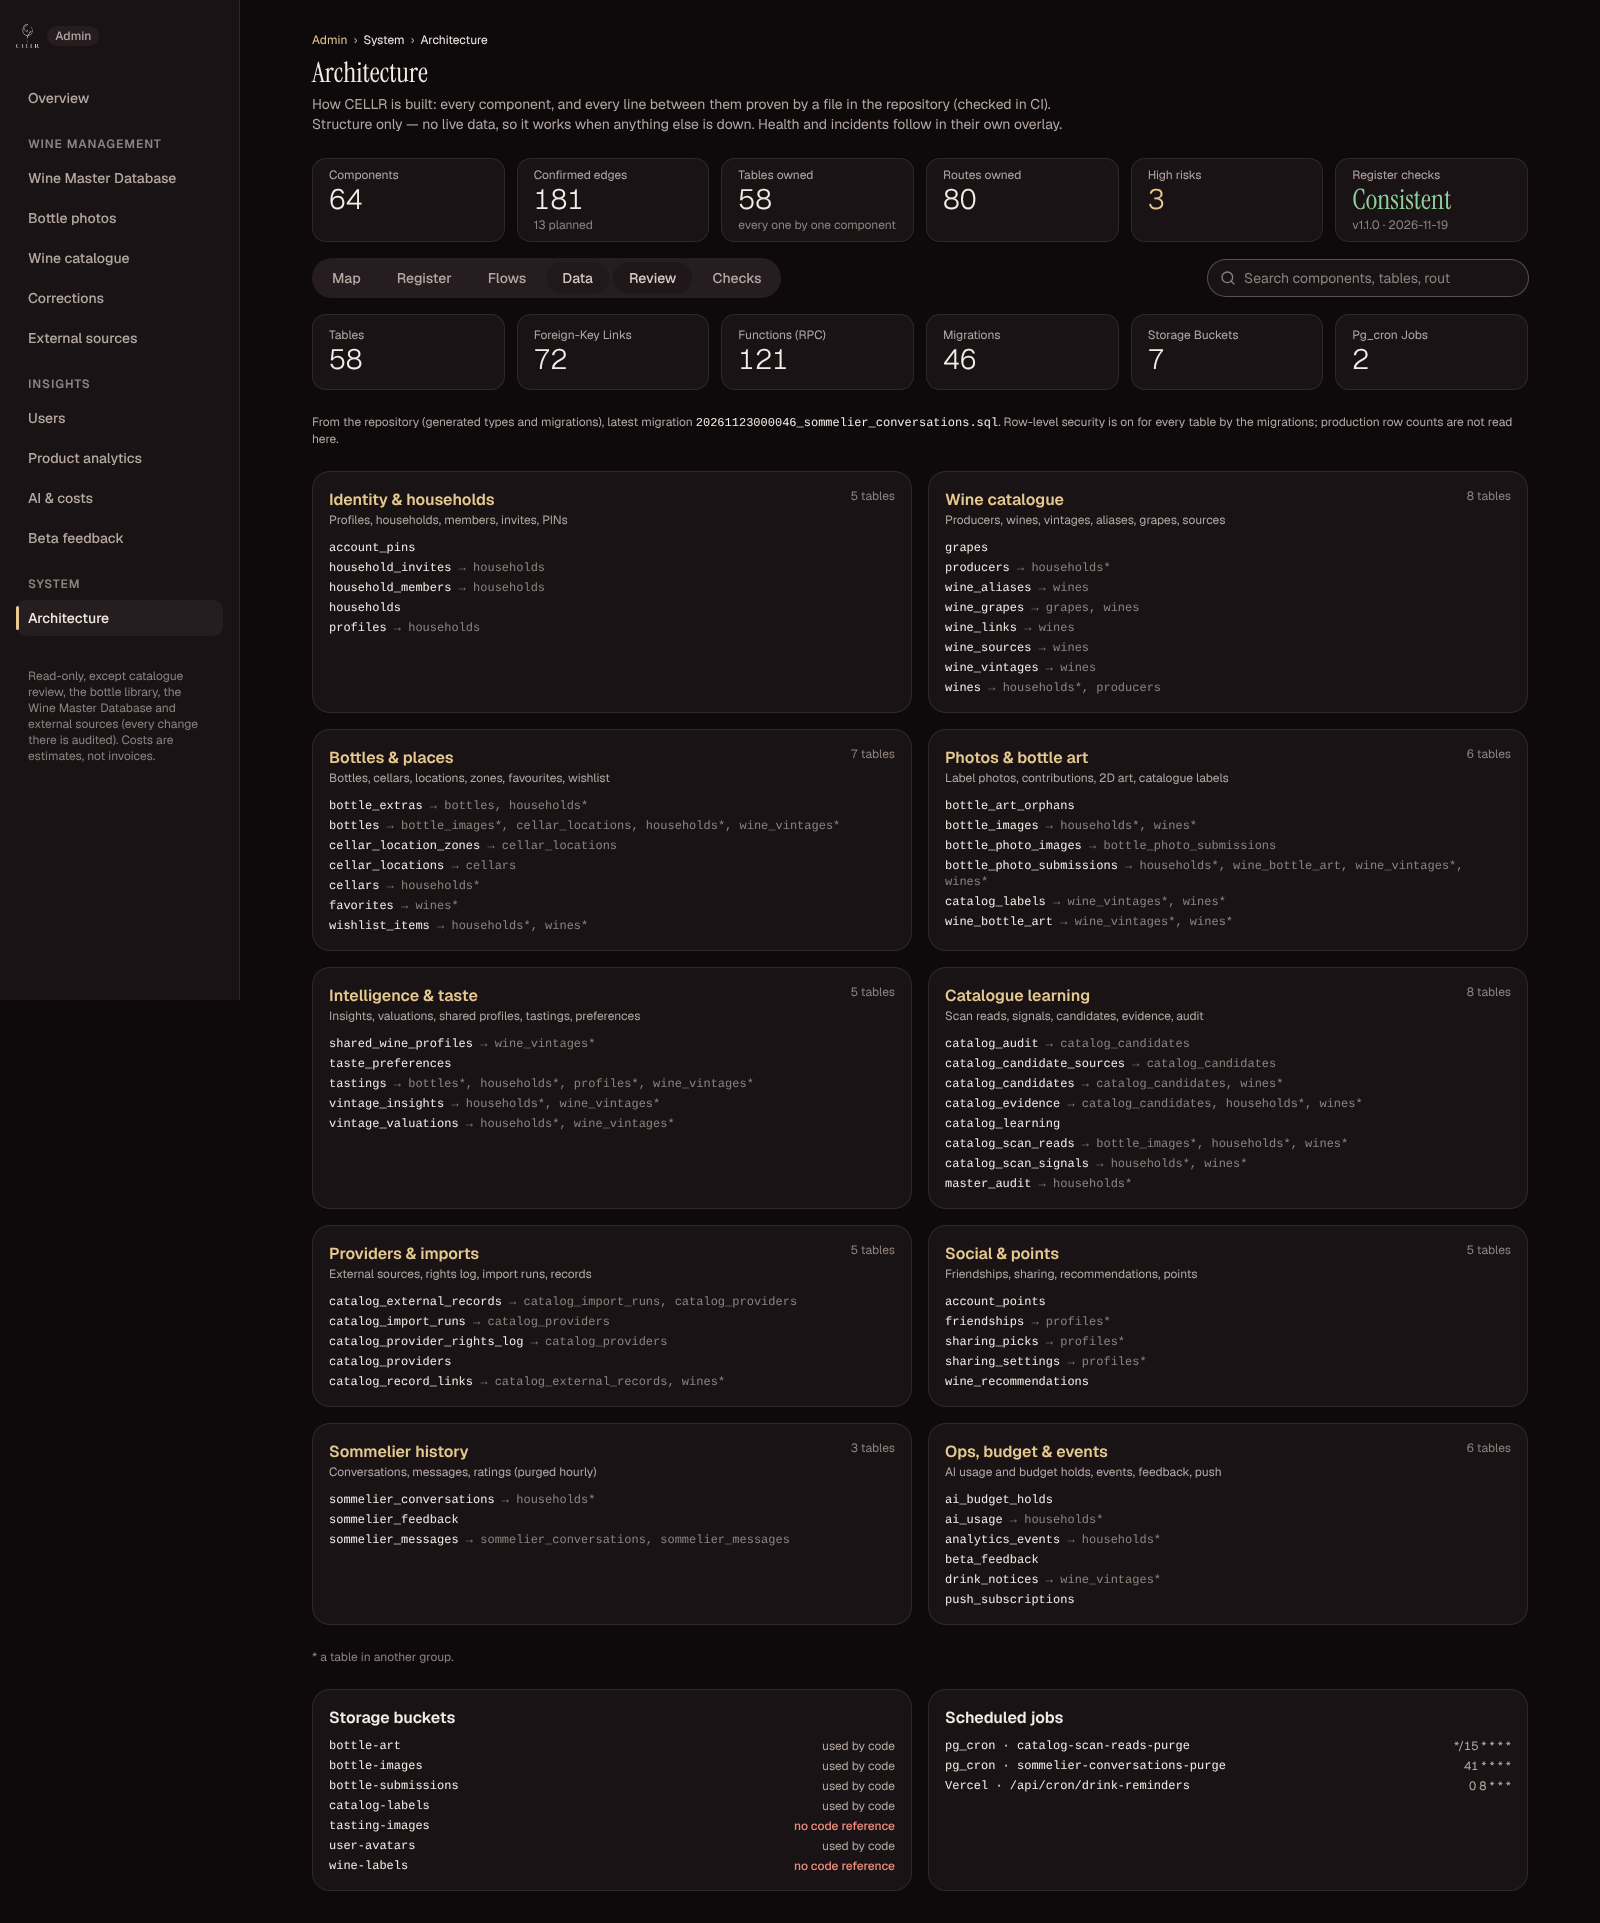 CELLR
Admin
Overview
WINE MANAGEMENT
Wine Master Database
Bottle photos
Wine catalogue
Corrections
External sources
INSIGHTS
Users
Product analytics
AI & costs
Beta feedback
SYSTEM
Architecture
Read-only, except catalogue
review, the bottle library, the
Wine Master Database and
external sources (every change
there is audited). Costs are
estimates, not invoices.
Admin › System › Architecture
Architecture
How CELLR is built: every component, and every line between them proven by a file in the repository (checked in CI).
Structure only — no live data, so it works when anything else is down. Health and incidents follow in their own overlay.
Components
64
Confirmed edges
181
13 planned
Tables owned
58
every one by one component
Routes owned
80
High risks
3
Register checks
Consistent
v1.1.0 · 2026-11-19
Map Register Flows Data Review Checks
Search components, tables, rout
Tables
58
Foreign-Key Links
72
Functions (RPC)
121
Migrations
46
Storage Buckets
7
Pg_cron Jobs
2
From the repository (generated types and migrations), latest migration 20261123000046_sommelier_conversations.sql. Row-level security is on for every table by the migrations; production row counts are not read
here.
Identity & households 5 tables
Profiles, households, members, invites, PINs
account_pins
household_invites → households
household_members → households
households
profiles → households
Wine catalogue 8 tables
Producers, wines, vintages, aliases, grapes, sources
grapes
producers → households*
wine_aliases → wines
wine_grapes → grapes, wines
wine_links → wines
wine_sources → wines
wine_vintages → wines
wines → households*, producers
Bottles & places 7 tables
Bottles, cellars, locations, zones, favourites, wishlist
bottle_extras → bottles, households*
bottles → bottle_images*, cellar_locations, households*, wine_vintages*
cellar_location_zones → cellar_locations
cellar_locations → cellars
cellars → households*
favorites → wines*
wishlist_items → households*, wines*
Photos & bottle art 6 tables
Label photos, contributions, 2D art, catalogue labels
bottle_art_orphans
bottle_images → households*, wines*
bottle_photo_images → bottle_photo_submissions
bottle_photo_submissions → households*, wine_bottle_art, wine_vintages*,
wines*
catalog_labels → wine_vintages*, wines*
wine_bottle_art → wine_vintages*, wines*
Intelligence & taste 5 tables
Insights, valuations, shared profiles, tastings, preferences
shared_wine_profiles → wine_vintages*
taste_preferences
tastings → bottles*, households*, profiles*, wine_vintages*
vintage_insights → households*, wine_vintages*
vintage_valuations → households*, wine_vintages*
Catalogue learning 8 tables
Scan reads, signals, candidates, evidence, audit
catalog_audit → catalog_candidates
catalog_candidate_sources → catalog_candidates
catalog_candidates → catalog_candidates, wines*
catalog_evidence → catalog_candidates, households*, wines*
catalog_learning
catalog_scan_reads → bottle_images*, households*, wines*
catalog_scan_signals → households*, wines*
master_audit → households*
Providers & imports 5 tables
External sources, rights log, import runs, records
catalog_external_records → catalog_import_runs, catalog_providers
catalog_import_runs → catalog_providers
catalog_provider_rights_log → catalog_providers
catalog_providers
catalog_record_links → catalog_external_records, wines*
Social & points 5 tables
Friendships, sharing, recommendations, points
account_points
friendships → profiles*
sharing_picks → profiles*
sharing_settings → profiles*
wine_recommendations
Sommelier history 3 tables
Conversations, messages, ratings (purged hourly)
sommelier_conversations → households*
sommelier_feedback
sommelier_messages → sommelier_conversations, sommelier_messages
Ops, budget & events 6 tables
AI usage and budget holds, events, feedback, push
ai_budget_holds
ai_usage → households*
analytics_events → households*
beta_feedback
drink_notices → wine_vintages*
push_subscriptions
* a table in another group.
Storage buckets
bottle-art used by code
bottle-images used by code
bottle-submissions used by code
catalog-labels used by code
tasting-images no code reference
user-avatars used by code
wine-labels no code reference
Scheduled jobs
pg_cron · catalog-scan-reads-purge */15 * * * *
pg_cron · sommelier-conversations-purge 41 * * * *
Vercel · /api/cron/drink-reminders 0 8 * * *